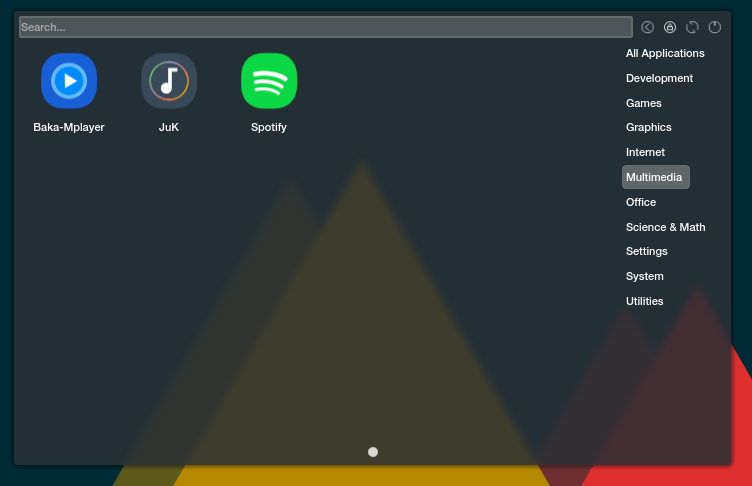 Search...
Baka-Mplayer
JuK
Spotify
All Applications
Development
Games
Graphics
Internet
Multimedia
Office
Science & Math
Settings
System
Utilities